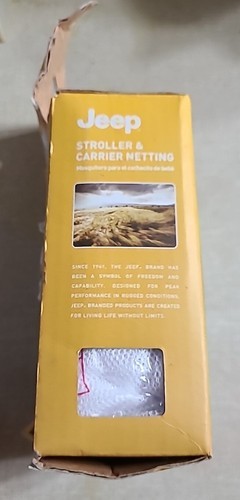 Jeep
STROLLER &
CARRIER NETTING
Mosquitero para el cochecito de bebé
SINCE 1941, THE JEEP® BRAND HAS
BEEN A SYMBOL OF FREEDOM AND
CAPABILITY. DESIGNED FOR PEAK
PERFORMANCE IN RUGGED CONDITIONS,
JEEP® BRANDED PRODUCTS ARE CREATED
FOR LIVING LIFE WITHOUT LIMITS.